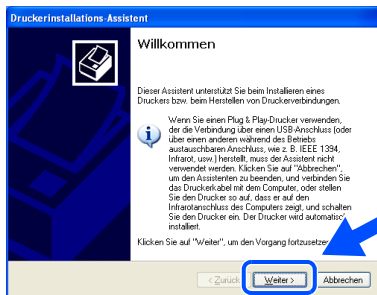 Druckerinstallations-Assistent
Willkommen
Dieser Assistent unterstützt Sie beim Installieren eines
Druckers bzw. beim Herstellen von Druckerverbindungen.
Wenn Sie einen Plug & Play-Drucker verwenden,
der die Verbindung über einen USB-Anschluss (oder
über einen anderen während des Betriebs
austauschbaren Anschluss, wie z. B. IEEE 1394,
Infrarot, usw.) herstellt, muss der Assistent nicht
verwendet werden. Klicken Sie auf "Abbrechen",
um den Assistenten zu beenden, und verbinden Sie
das Druckerkabel mit dem Computer, oder stellen
Sie den Drucker so auf, dass er auf den
Infrarotanschluss des Computers zeigt, und schalten
Sie den Drucker ein. Der Drucker wird automatisch
installiert.
Klicken Sie auf "Weiter", um den Vorgang fortzusetzen
< Zurück
Weiter >
Abbrechen